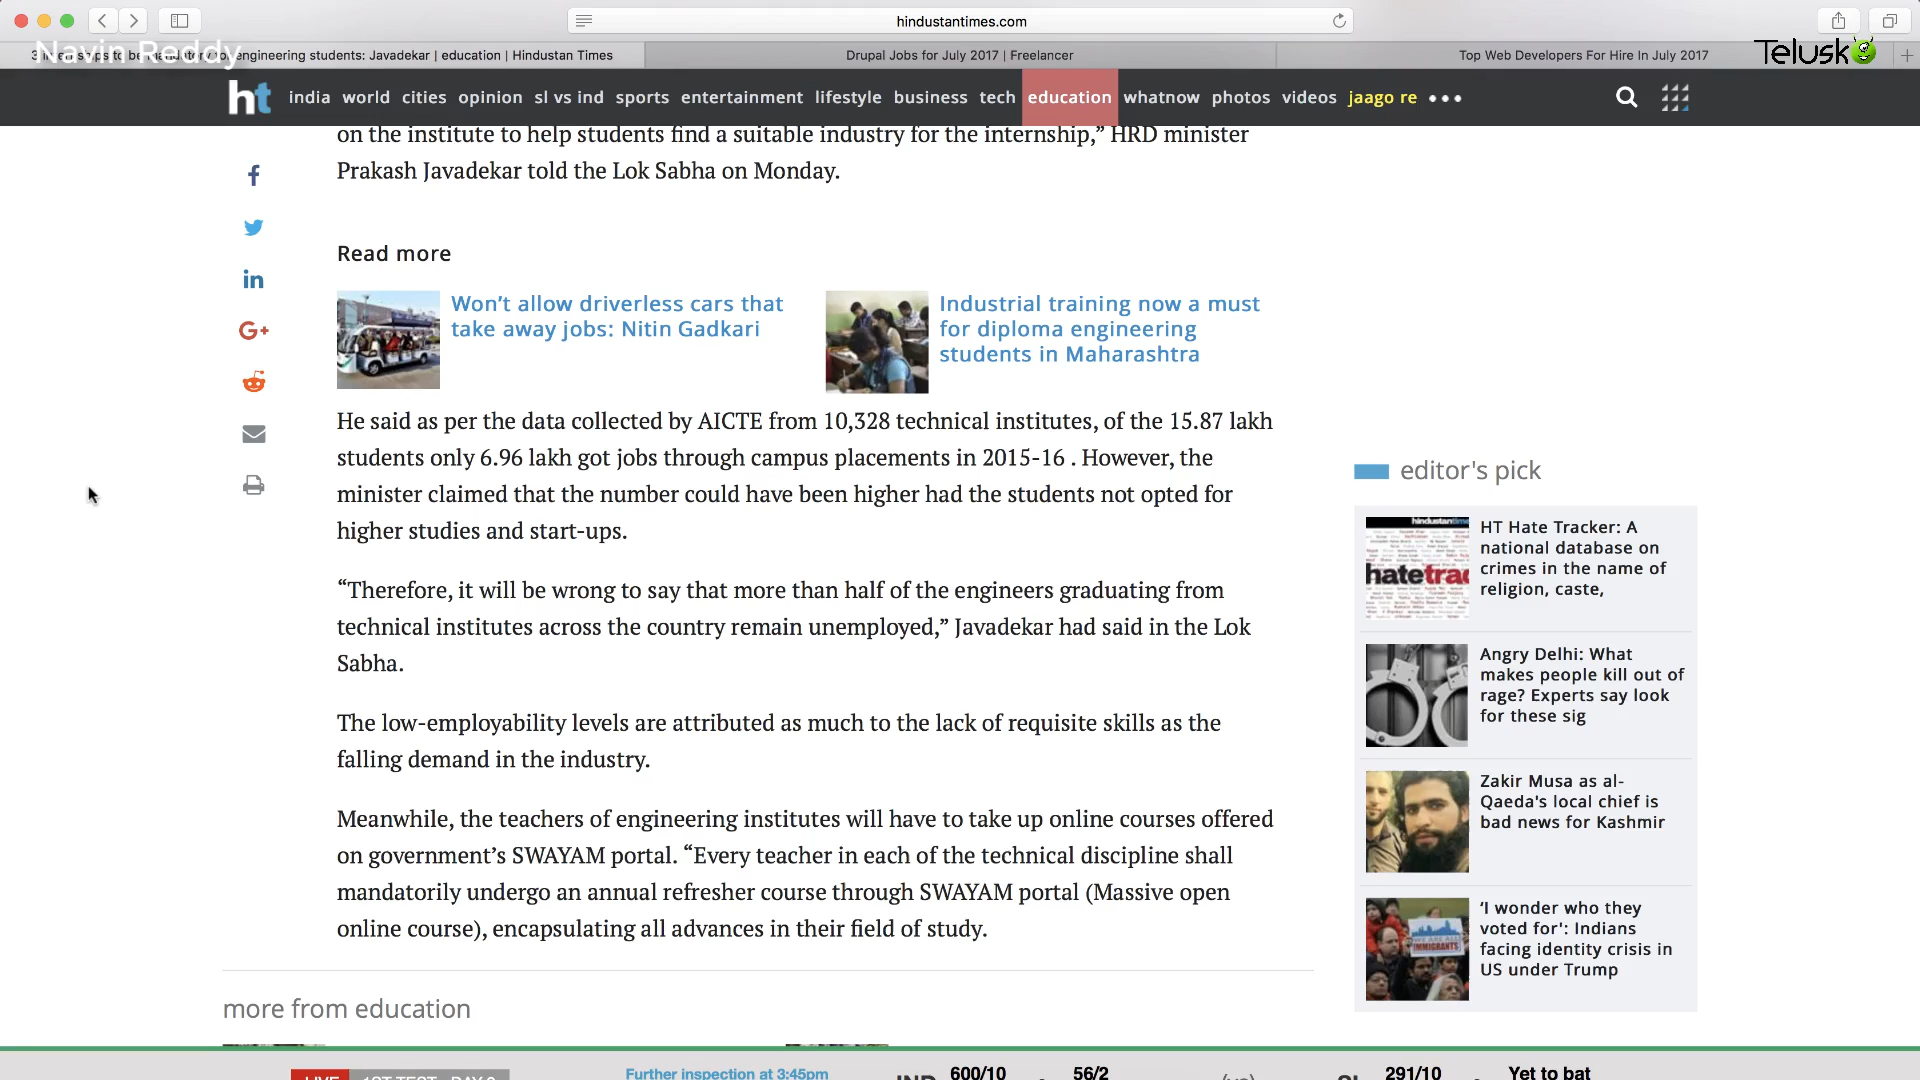 hindustantimes.com
Navin Reddy
engineering students: Javadekar | education | Hindustan Times
Drupal Jobs for July 2017 | Freelancer
Top Web Developers For Hire In July 2017
Telusko
ht india world cities opinion sl vs ind sports entertainment lifestyle business tech education whatnow photos videos jaago re
on the institute to help students find a suitable industry for the internship,” HRD minister
Prakash Javadekar told the Lok Sabha on Monday.
Read more
Won’t allow driverless cars that
take away jobs: Nitin Gadkari
Industrial training now a must
for diploma engineering
students in Maharashtra
He said as per the data collected by AICTE from 10,328 technical institutes, of the 15.87 lakh
students only 6.96 lakh got jobs through campus placements in 2015-16 . However, the
minister claimed that the number could have been higher had the students not opted for
higher studies and start-ups.
“Therefore, it will be wrong to say that more than half of the engineers graduating from
technical institutes across the country remain unemployed,” Javadekar had said in the Lok
Sabha.
The low-employability levels are attributed as much to the lack of requisite skills as the
falling demand in the industry.
Meanwhile, the teachers of engineering institutes will have to take up online courses offered
on government’s SWAYAM portal. “Every teacher in each of the technical discipline shall
mandatorily undergo an annual refresher course through SWAYAM portal (Massive open
online course), encapsulating all advances in their field of study.
more from education
editor's pick
hindustantime
hatetrac
HT Hate Tracker: A
national database on
crimes in the name of
religion, caste,
Angry Delhi: What
makes people kill out of
rage? Experts say look
for these sig
Zakir Musa as al-
Qaeda's local chief is
bad news for Kashmir
WE ARE ALL
IMMIGRANTS
‘I wonder who they
voted for': Indians
facing identity crisis in
US under Trump
LIVE
Further inspection at 3:45pm
IND 600/10 56/2
291/10 Yet to bat